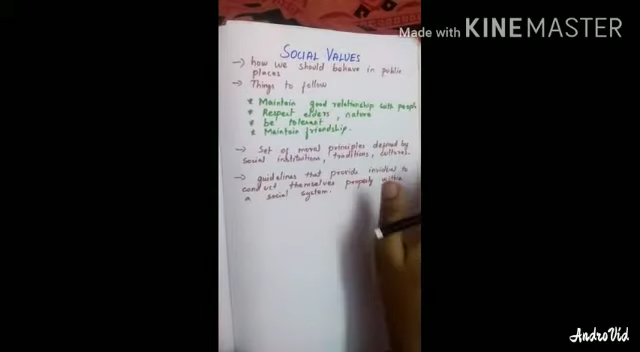 Made with KINEMASTER
SOCIAL VALUES
→ how we should behave in public
places
→ Things to follow
* Maintain good relationship with people
* Respect elders, nature
* be tolerant
* Maintain friendship.
→ Set of moral principles defined by
social institutions, traditions, cultures.
→ guidelines that provide invidual to
conduct themselves properly within
a social system.
AndroVid